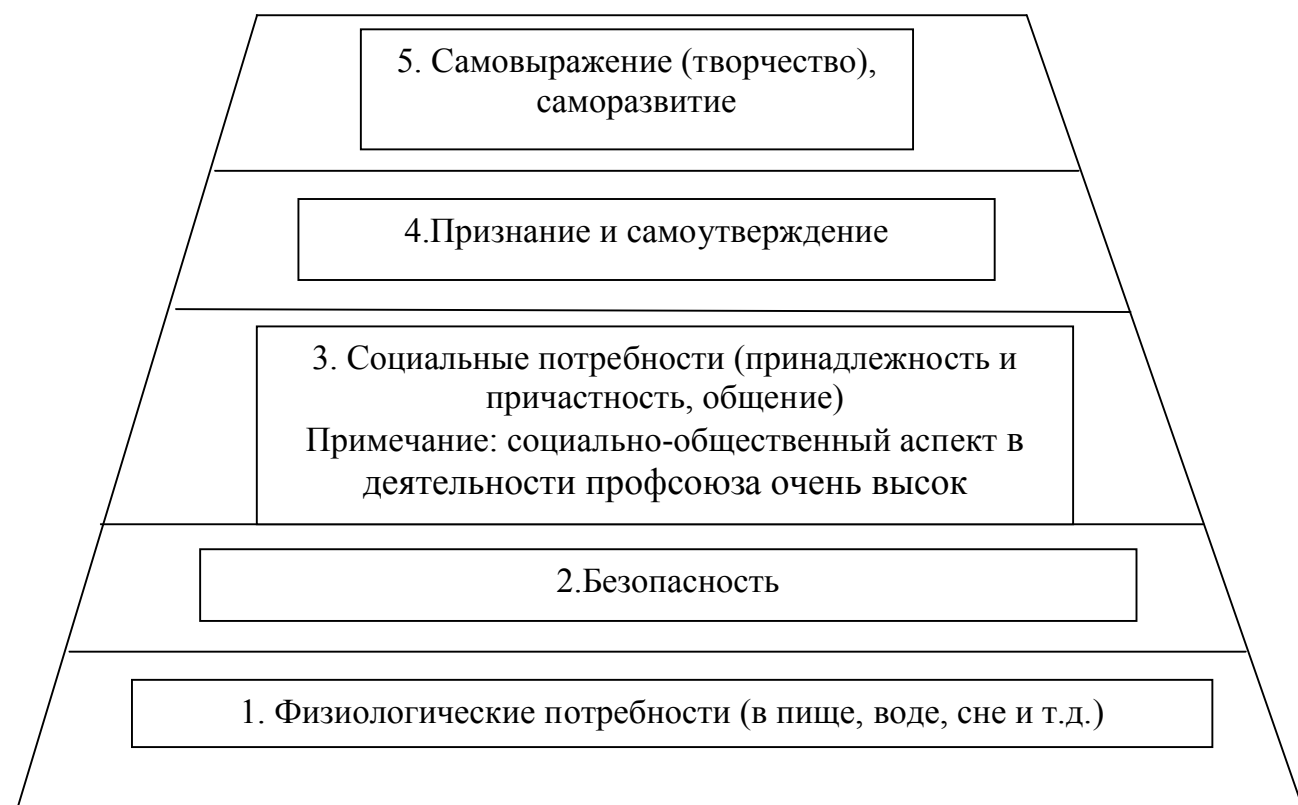 5. Самовыражение (творчество),
саморазвитие
4.Признание и самоутверждение
3. Социальные потребности (принадлежность и
причастность, общение)
Примечание: социально-общественный аспект в
деятельности профсоюза очень высок
2.Безопасность
1. Физиологические потребности (в пище, воде, сне и т.д.)